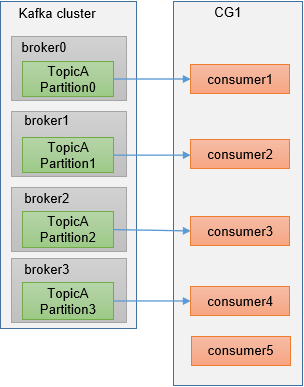 Kafka cluster
broker0
TopicA
Partition0
broker1
TopicA
Partition1
broker2
TopicA
Partition2
broker3
TopicA
Partition3
CG1
consumer1
consumer2
consumer3
consumer4
consumer5